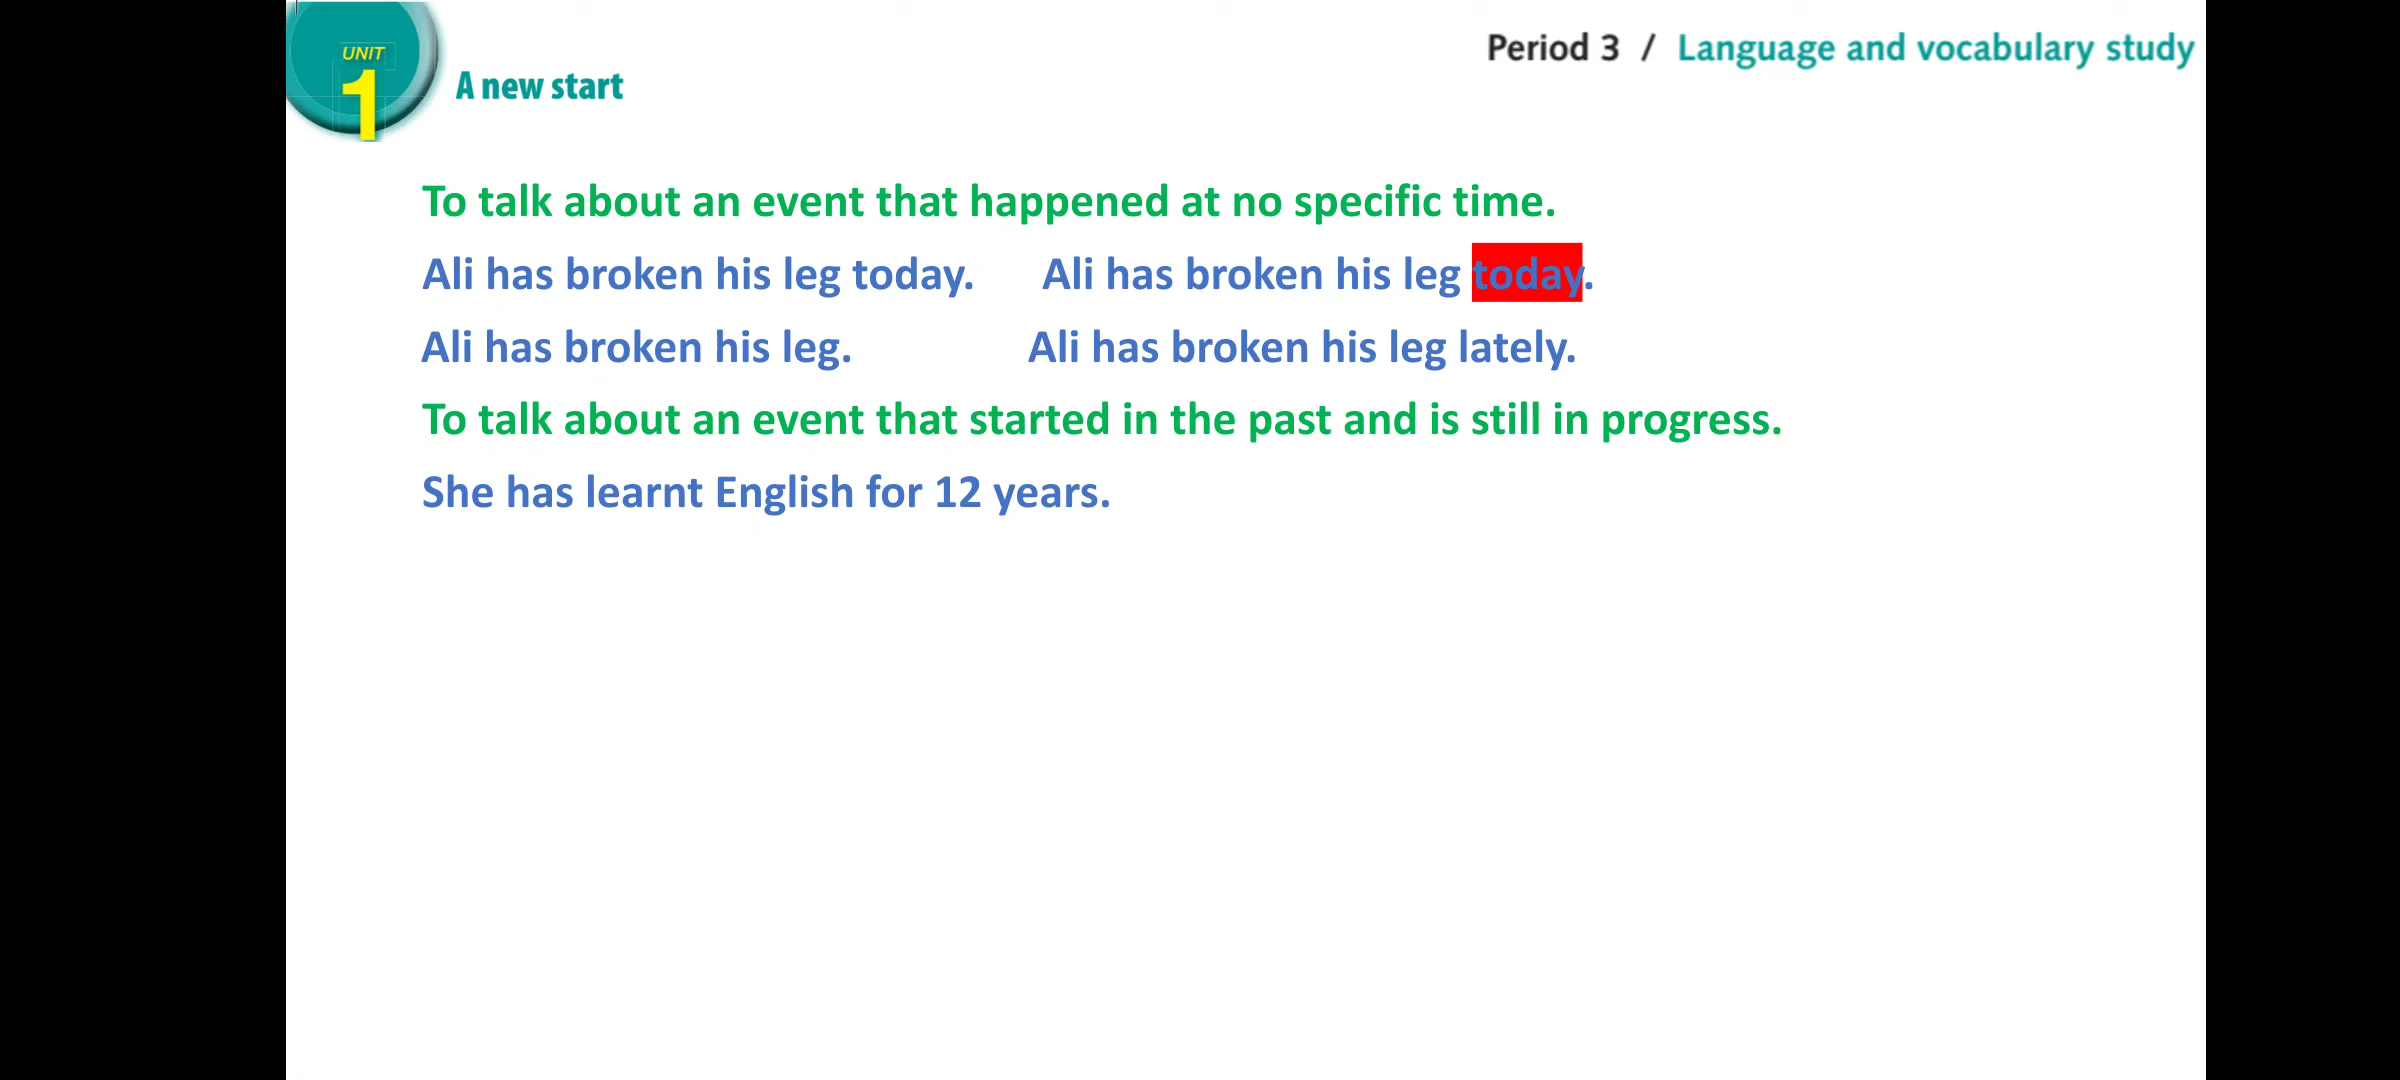 UNIT
1
A new start
Period 3 / Language and vocabulary study
To talk about an event that happened at no specific time.
Ali has broken his leg today. Ali has broken his leg today.
Ali has broken his leg. Ali has broken his leg lately.
To talk about an event that started in the past and is still in progress.
She has learnt English for 12 years.